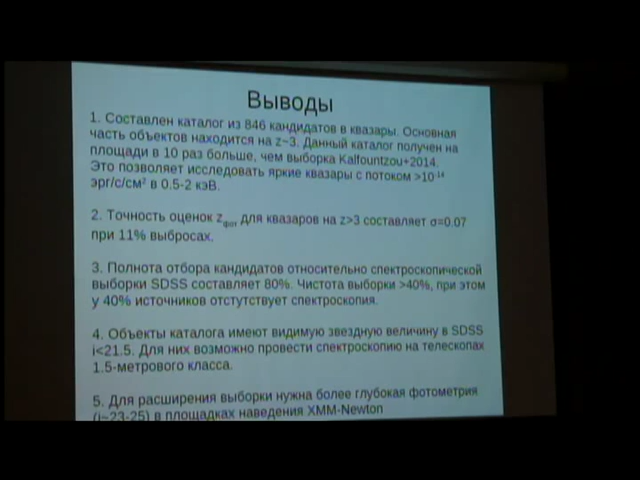 Выводы
1. Составлен каталог из 846 кандидатов в квазары. Основная
часть объектов находится на z~3. Данный каталог получен на
площади в 10 раз больше, чем выборка Kalfountzou+2014.
Это позволяет исследовать яркие квазары с потоком >10⁻¹⁴
эрг/с/см² в 0.5-2 кэВ.
2. Точность оценок zфот для квазаров на z>3 составляет σ=0.07
при 11% выбросах.
3. Полнота отбора кандидатов относительно спектроскопической
выборки SDSS составляет 80%. Чистота выборки >40%, при этом
у 40% источников отстутствует спектроскопия.
4. Объекты каталога имеют видимую звездную величину в SDSS
i<21.5. Для них возможно провести спектроскопию на телескопах
1.5-метрового класса.
5. Для расширения выборки нужна более глубокая фотометрия
(i~23-25) в площадках наведения XMM-Newton